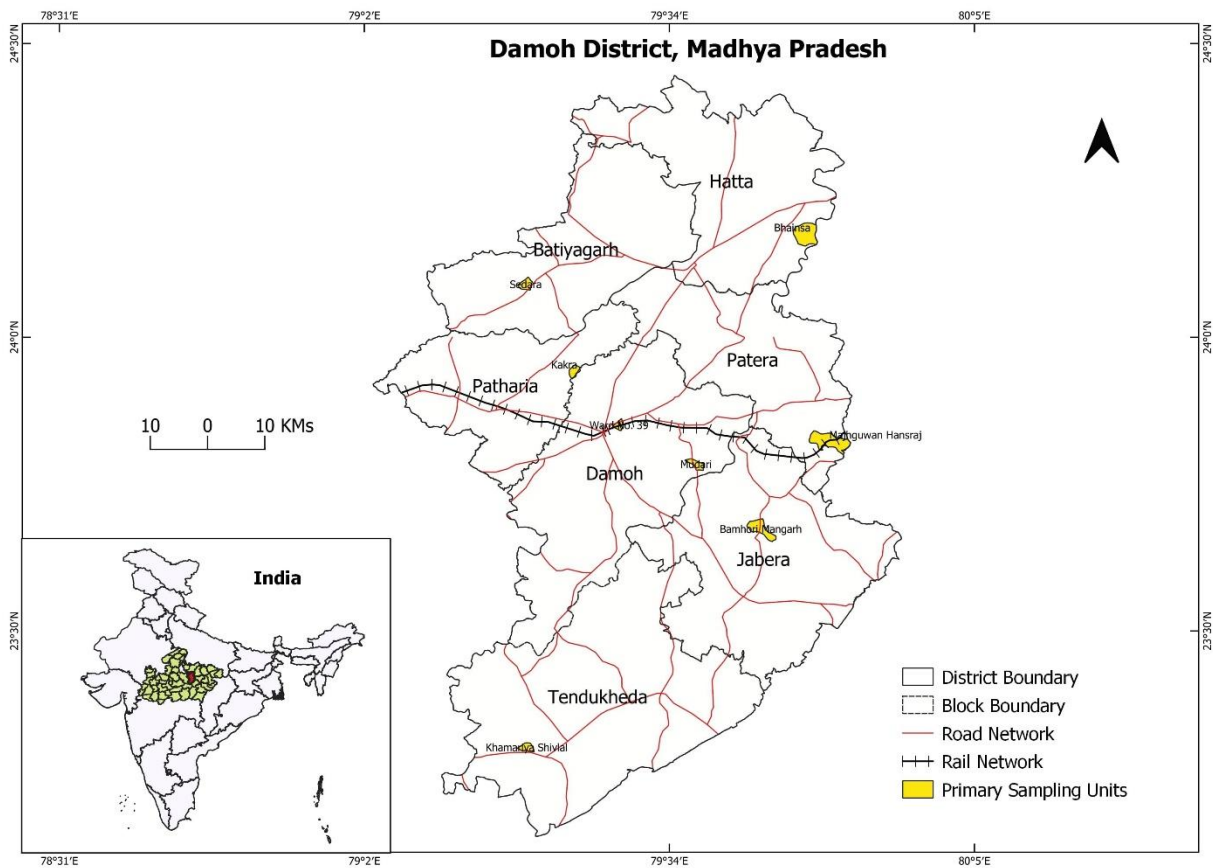 78°31'E 79°2'E 79°34'E 80°5'E
24°30'N
24°30'N
Damoh District, Madhya Pradesh
Hatta
Bhainsa
Batiyagarh
Sedara
24°0'N
24°0'N
Patera
Kakra
Patharia
10 0 10 KMs
Ward No. 39
Majhguwan Hansraj
Mudari
Damoh
Bamhori Mangarh
Jabera
India
23°30'N
23°30'N
District Boundary
Block Boundary
Road Network
Rail Network
Primary Sampling Units
Tendukheda
Khamariya Shivlal
78°31'E 79°2'E 79°34'E 80°5'E